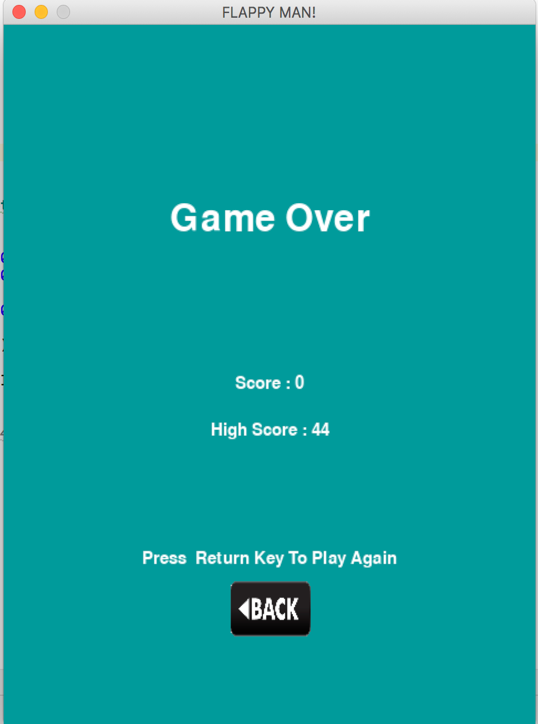 FLAPPY MAN!
Game Over
Score : 0
High Score : 44
Press  Return Key To Play Again
BACK